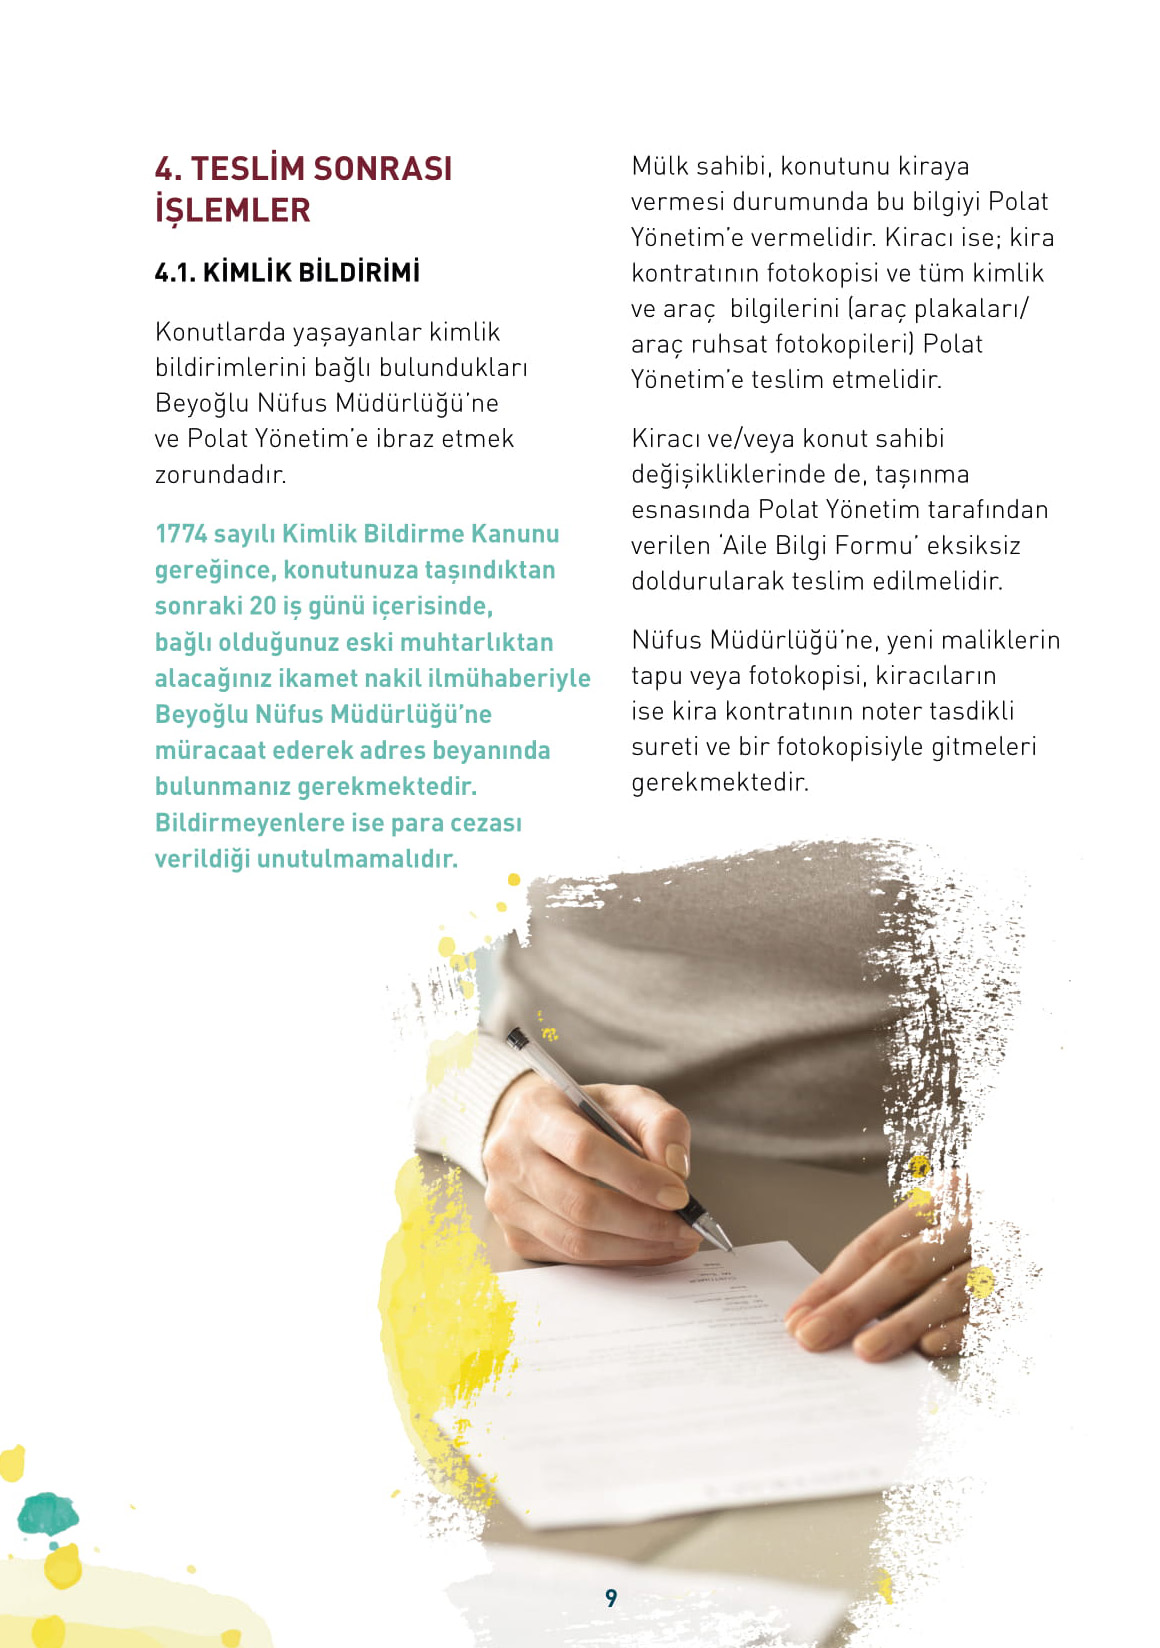 4. TESLİM SONRASI
İŞLEMLER
4.1. KİMLİK BİLDİRİMİ
Konutlarda yaşayanlar kimlik
bildirimlerini bağlı bulundukları
Beyoğlu Nüfus Müdürlüğü’ne
ve Polat Yönetim’e ibraz etmek
zorundadır.
1774 sayılı Kimlik Bildirme Kanunu
gereğince, konutunuza taşındıktan
sonraki 20 iş günü içerisinde,
bağlı olduğunuz eski muhtarlıktan
alacağınız ikamet nakil ilmühaberiyle
Beyoğlu Nüfus Müdürlüğü’ne
müracaat ederek adres beyanında
bulunmanız gerekmektedir.
Bildirmeyenlere ise para cezası
verildiği unutulmamalıdır.
Mülk sahibi, konutunu kiraya
vermesi durumunda bu bilgiyi Polat
Yönetim’e vermelidir. Kiracı ise; kira
kontratının fotokopisi ve tüm kimlik
ve araç  bilgilerini (araç plakaları/
araç ruhsat fotokopileri) Polat
Yönetim’e teslim etmelidir.
Kiracı ve/veya konut sahibi
değişikliklerinde de, taşınma
esnasında Polat Yönetim tarafından
verilen ‘Aile Bilgi Formu’ eksiksiz
doldurularak teslim edilmelidir.
Nüfus Müdürlüğü’ne, yeni maliklerin
tapu veya fotokopisi, kiracıların
ise kira kontratının noter tasdikli
sureti ve bir fotokopisiyle gitmeleri
gerekmektedir.
9